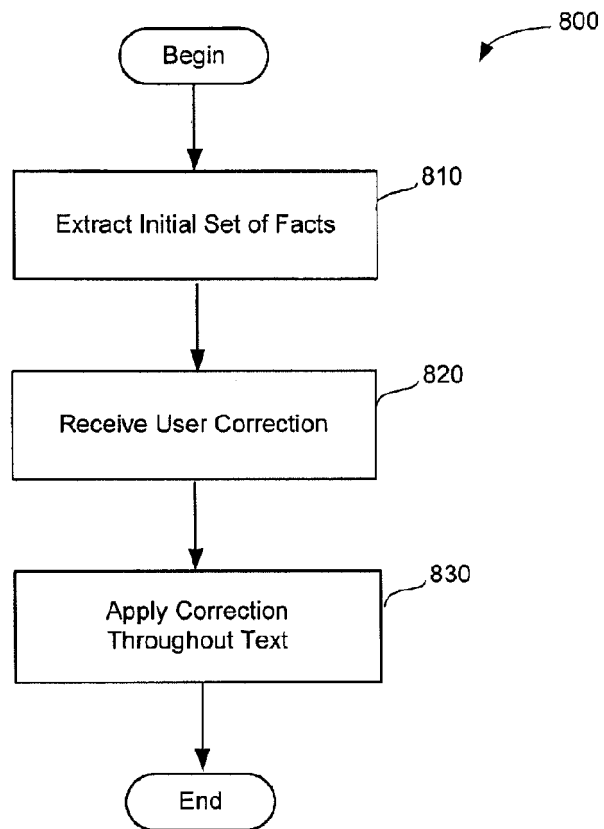 800
Begin
810
Extract Initial Set of Facts
820
Receive User Correction
830
Apply Correction
Throughout Text
End